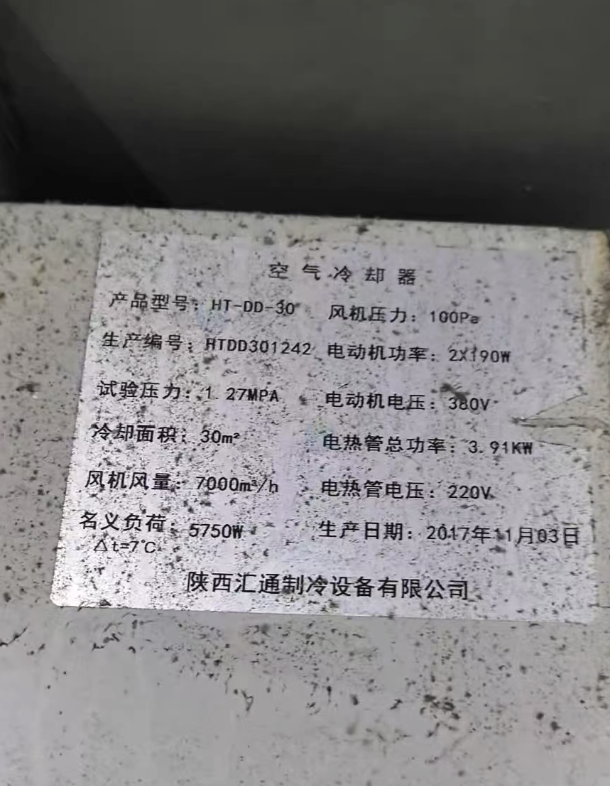 空气冷却器
产品型号：HT-DD-30 风机压力：100Pa
生产编号：HTDD301242 电动机功率：2X190W
试验压力：1.27MPA 电动机电压：380V
冷却面积：30m² 电热管总功率：3.91KW
风机风量：7000m³/h 电热管电压：220V
名义负荷：5750W 生产日期：2017年11月03日
△t=7℃
陕西汇通制冷设备有限公司